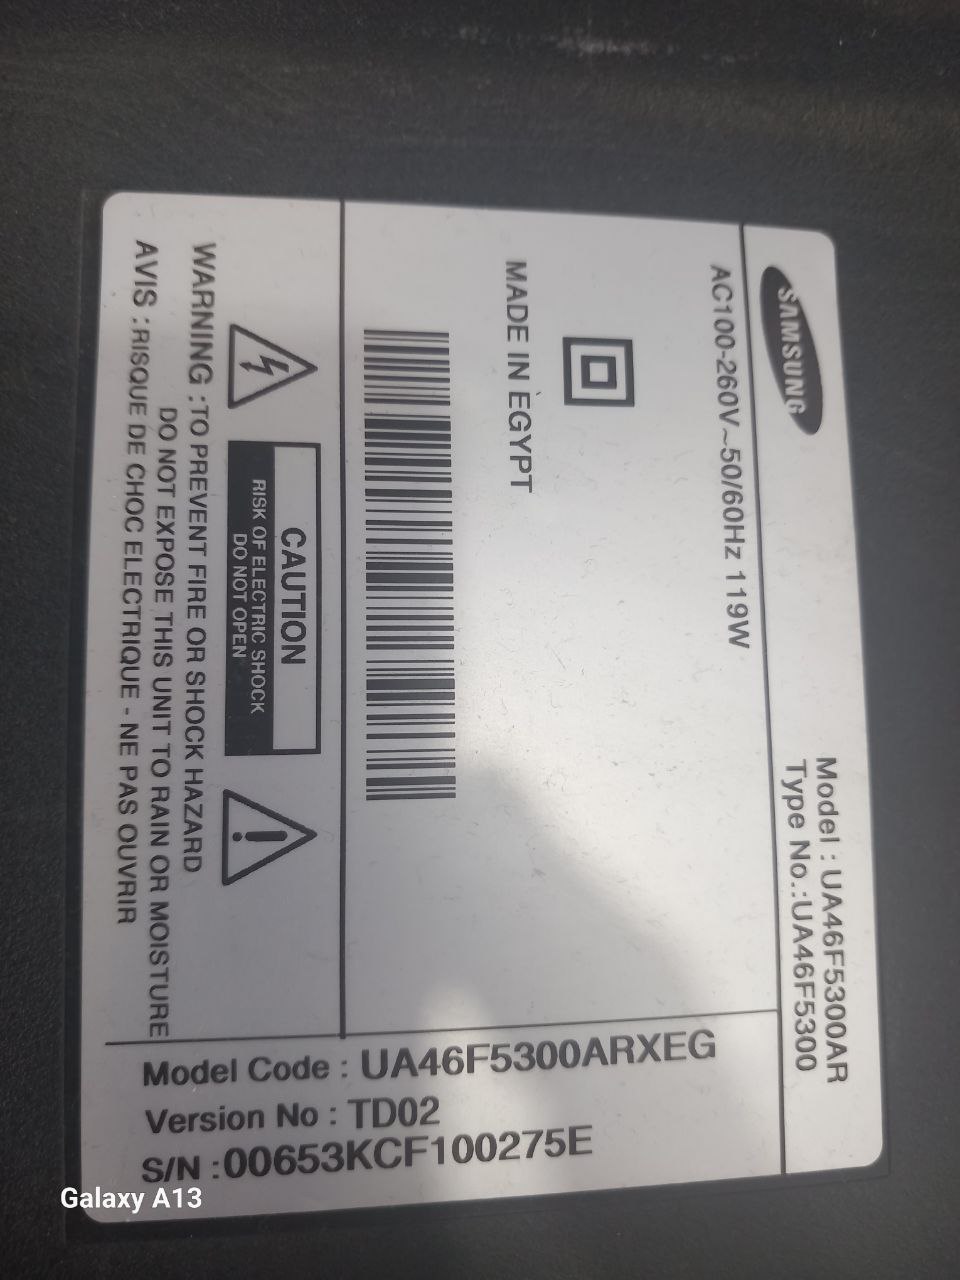 SAMSUNG
Model : UA46F5300AR
Type No.:UA46F5300
AC100-260V~50/60Hz 119W
MADE IN EGYPT
CAUTION
RISK OF ELECTRIC SHOCK
DO NOT OPEN
WARNING :TO PREVENT FIRE OR SHOCK HAZARD
DO NOT EXPOSE THIS UNIT TO RAIN OR MOISTURE
AVIS :RISQUE DE CHOC ELECTRIQUE - NE PAS OUVRIR
Model Code : UA46F5300ARXEG
Version No : TD02
S/N :00653KCF100275E
Galaxy A13